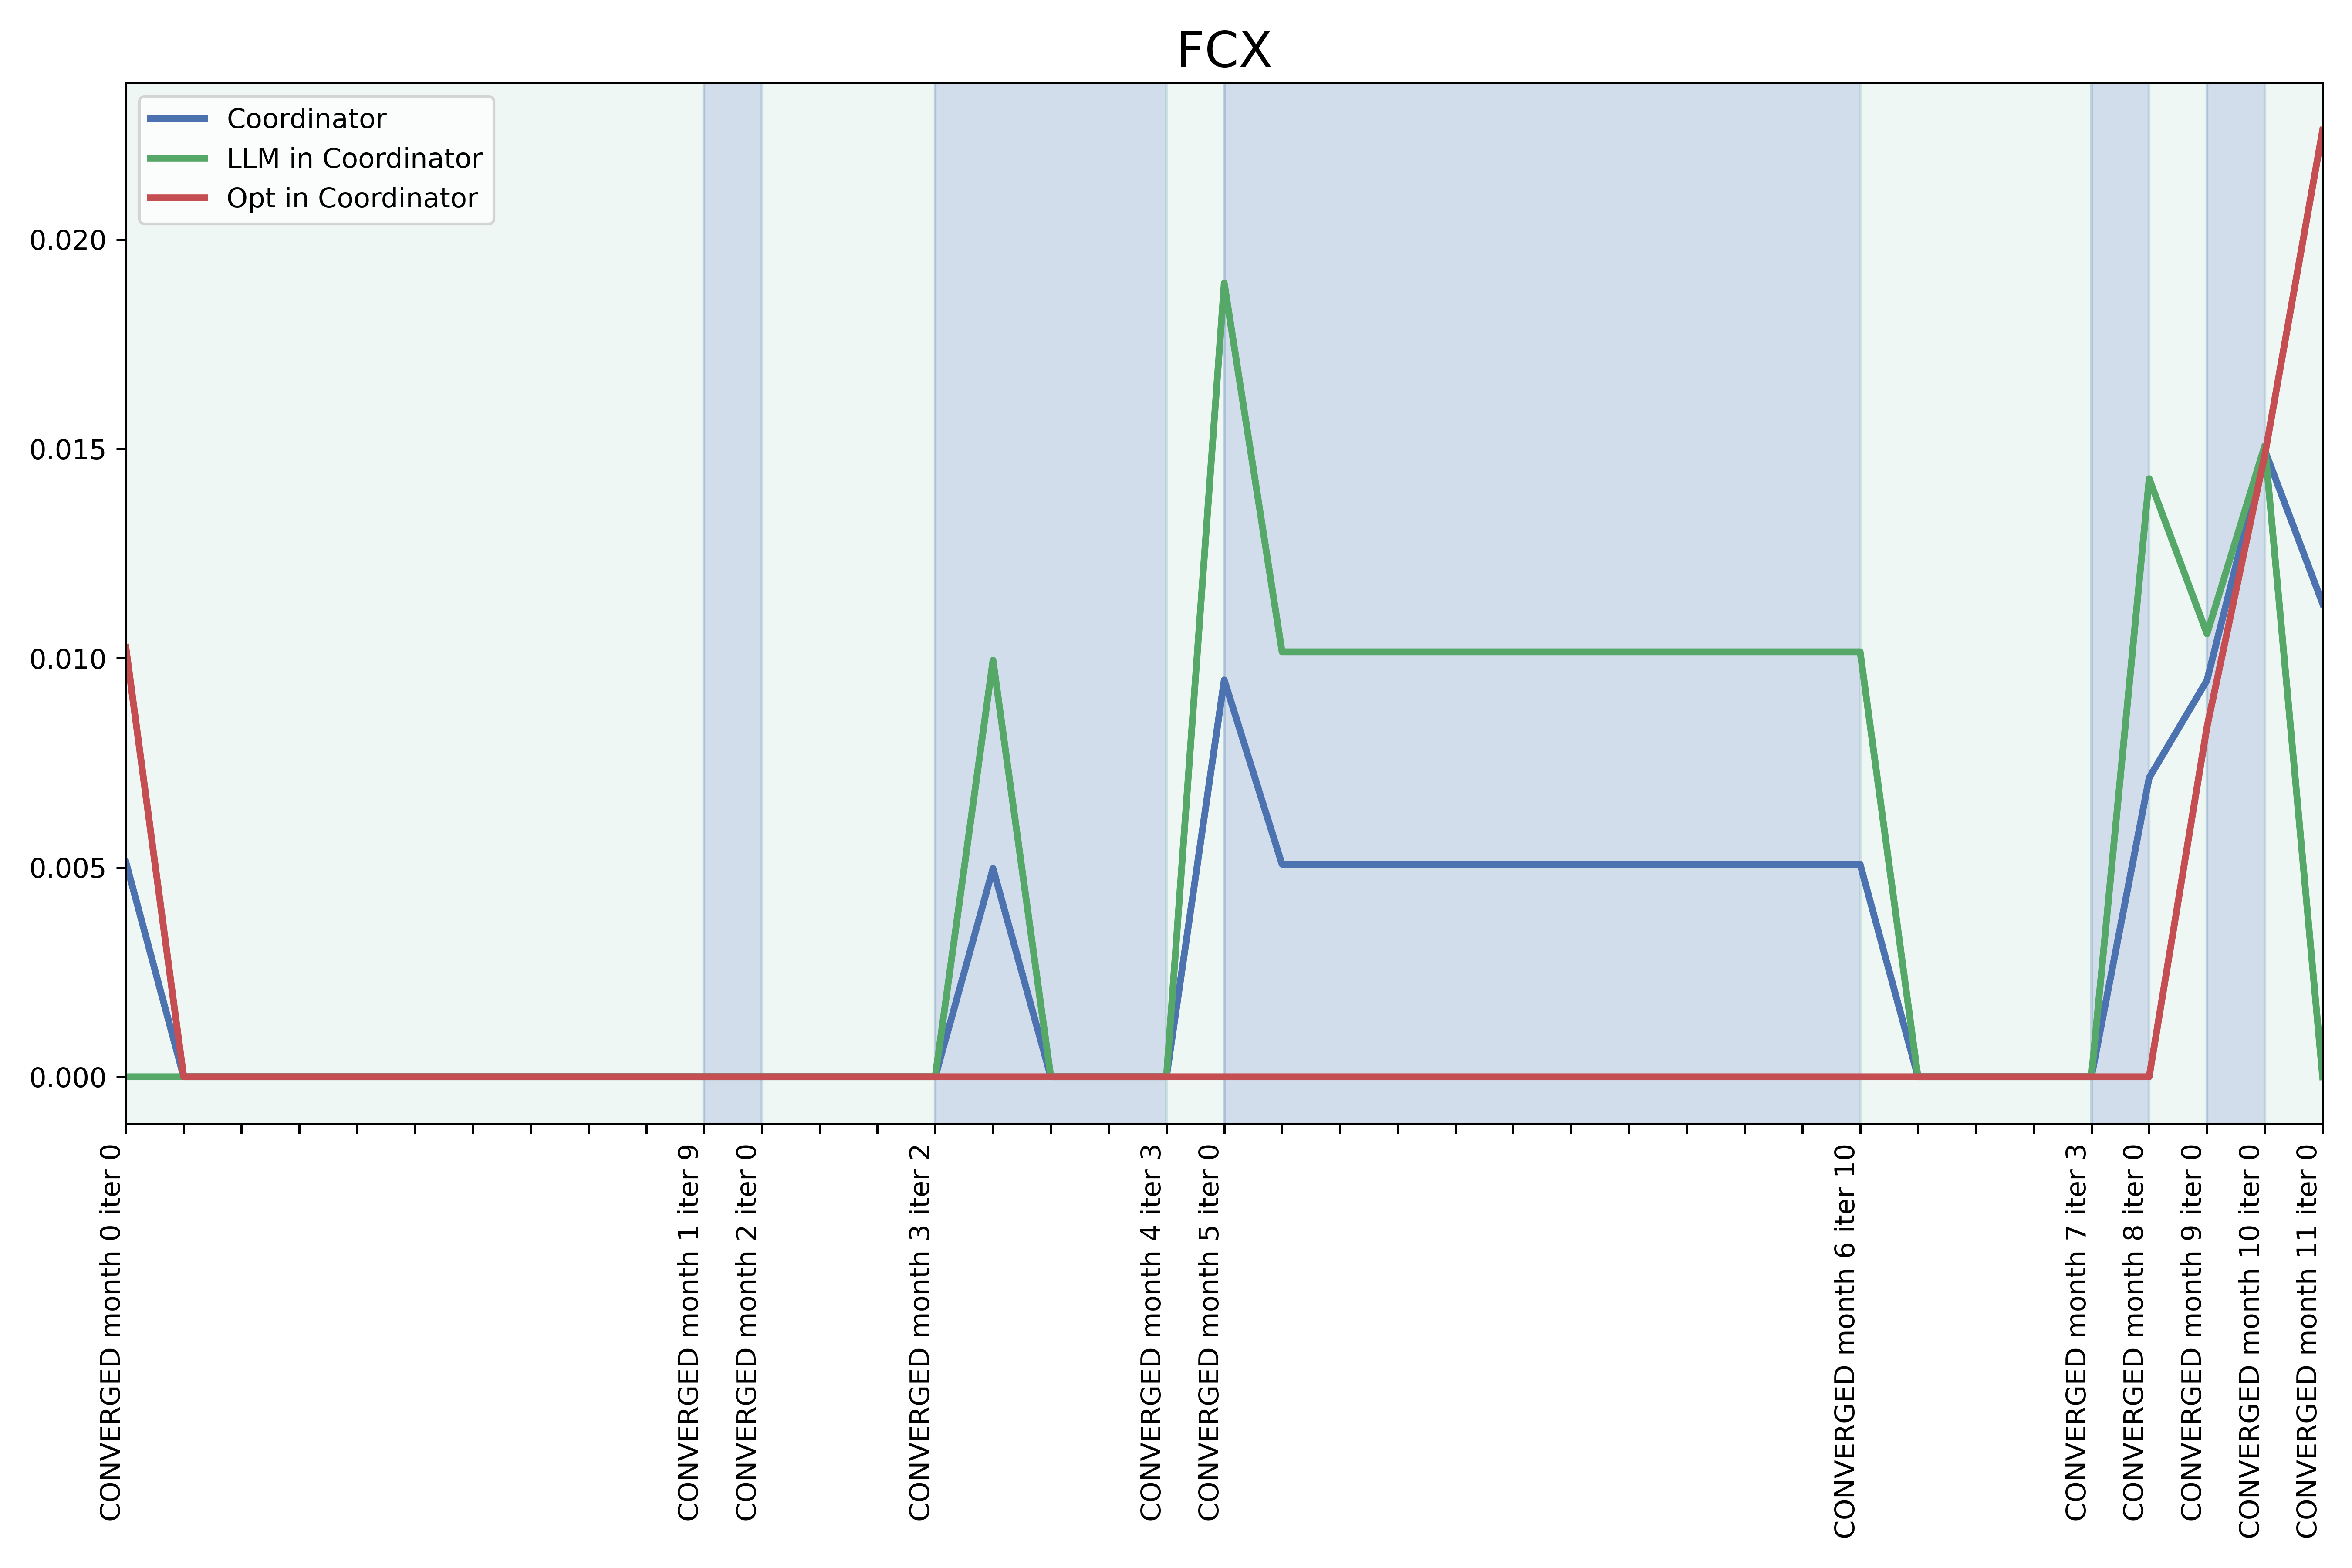 FCX
Coordinator
LLM in Coordinator
Opt in Coordinator
0.020
0.015
0.010
0.005
0.000
CONVERGED month 0 iter 0
CONVERGED month 1 iter 9
CONVERGED month 2 iter 0
CONVERGED month 3 iter 2
CONVERGED month 4 iter 3
CONVERGED month 5 iter 0
CONVERGED month 6 iter 10
CONVERGED month 7 iter 3
CONVERGED month 8 iter 0
CONVERGED month 9 iter 0
CONVERGED month 10 iter 0
CONVERGED month 11 iter 0